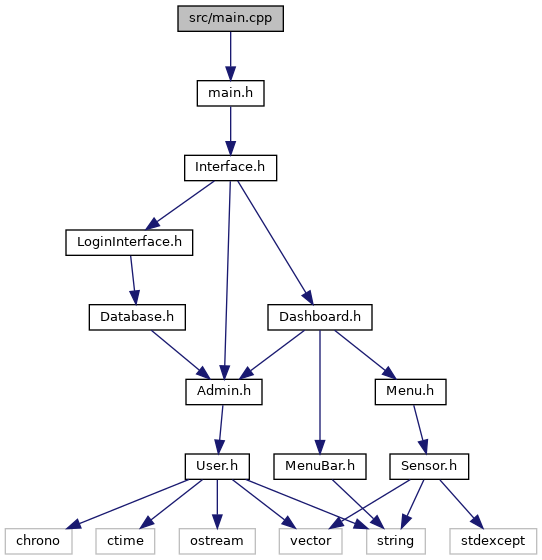 src/main.cpp
main.h
Interface.h
LoginInterface.h
Database.h
Dashboard.h
Admin.h
Menu.h
User.h
MenuBar.h
Sensor.h
chrono
ctime
ostream
vector
string
stdexcept